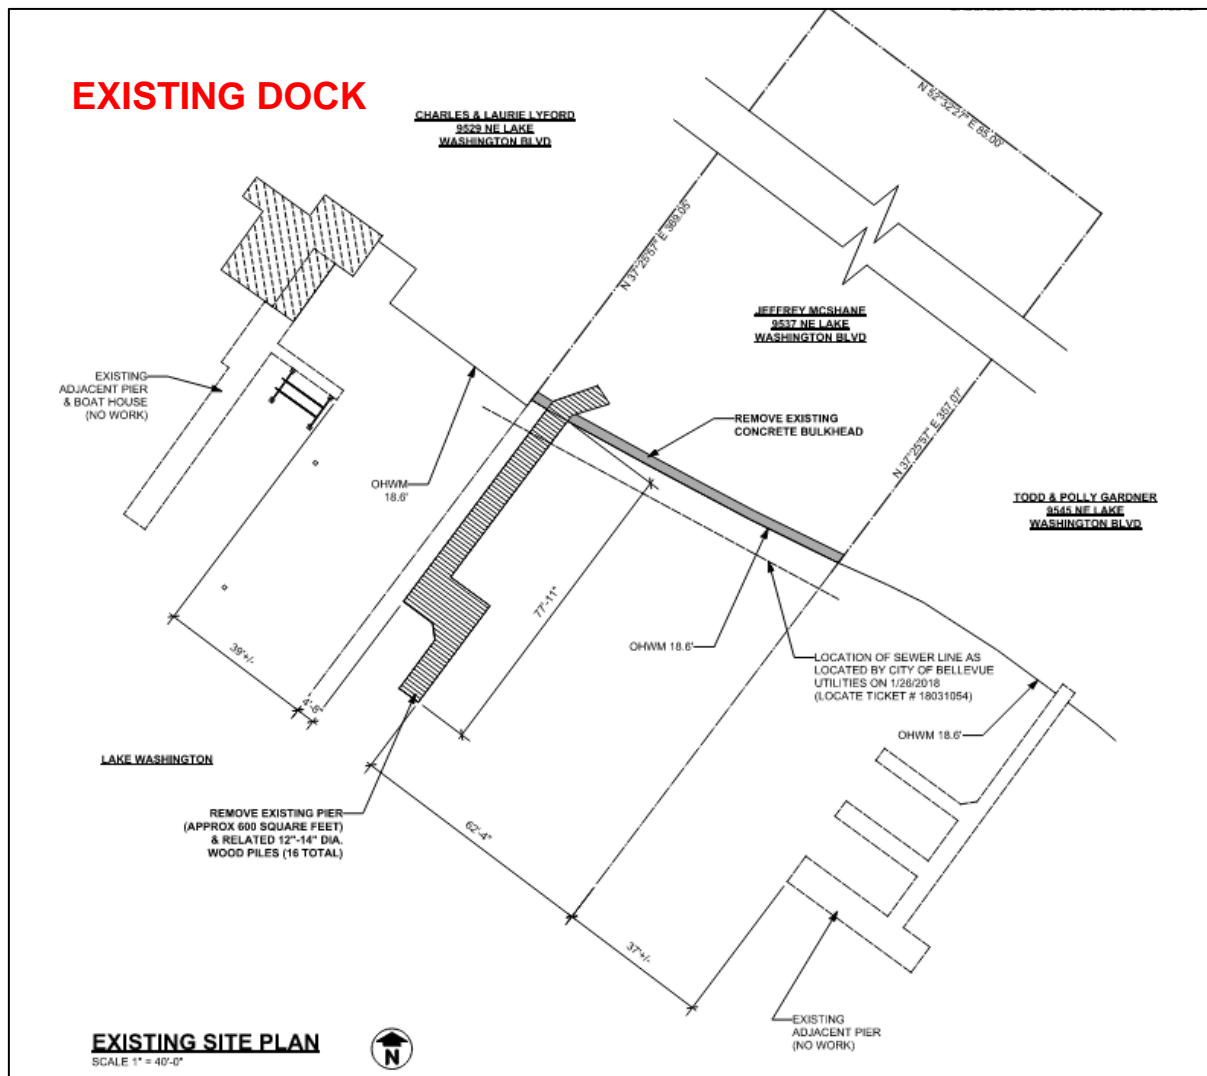 EXISTING DOCK
CHARLES & LAURIE LYFORD
9529 NE LAKE
WASHINGTON BLVD
N 52°32'27" E 85.00'
N 37°25'57" E 369.05'
JEFFREY MCSHANE
9537 NE LAKE
WASHINGTON BLVD
EXISTING
ADJACENT PIER
& BOAT HOUSE
(NO WORK)
REMOVE EXISTING
CONCRETE BULKHEAD
N 37°25'57" E 357.07'
OHWM
18.6'
TODD & POLLY GARDNER
9545 NE LAKE
WASHINGTON BLVD
77'-11"
39'+/-
4'-8"
OHWM 18.6'
LOCATION OF SEWER LINE AS
LOCATED BY CITY OF BELLEVUE
UTILITIES ON 1/26/2018
(LOCATE TICKET # 18031054)
OHWM 18.6'
LAKE WASHINGTON
REMOVE EXISTING PIER
(APPROX 600 SQUARE FEET)
& RELATED 12"-14" DIA.
WOOD PILES (16 TOTAL)
62'-4"
37'+/-
EXISTING
ADJACENT PIER
(NO WORK)
EXISTING SITE PLAN
SCALE 1" = 40'-0"
N